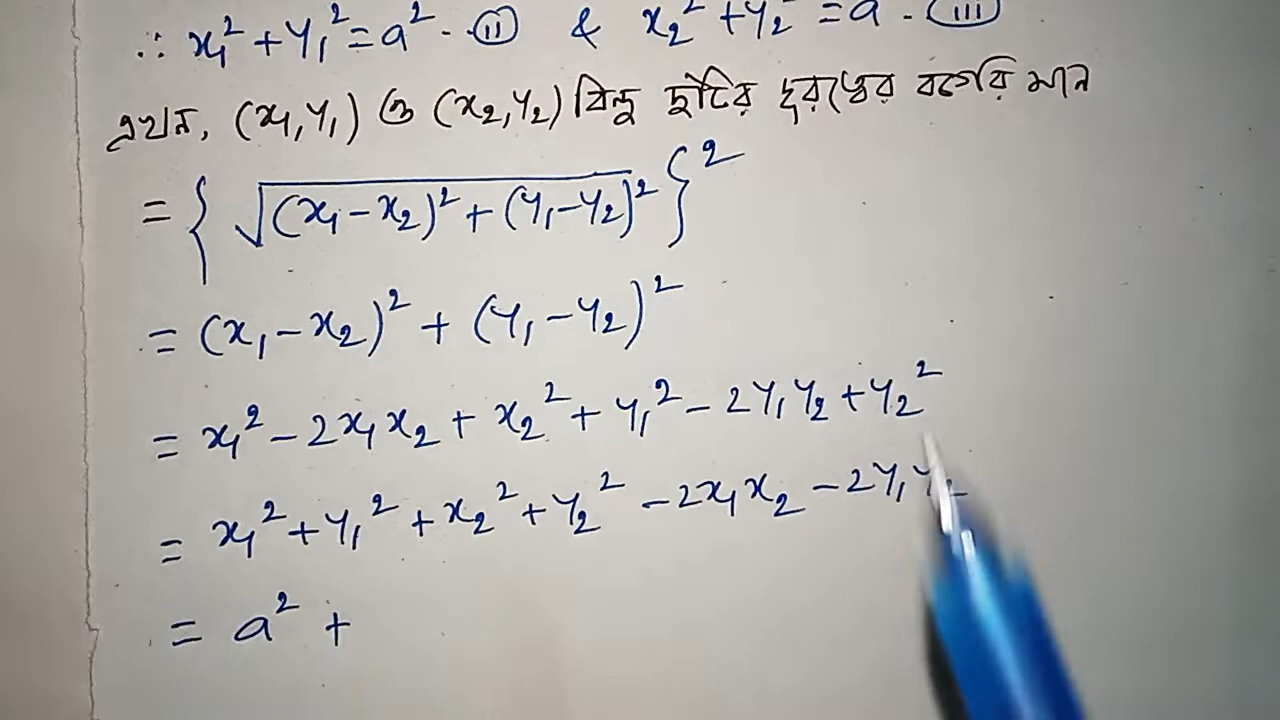 ∴ x₁² + y₁² = a² - - (ii) & x₂² + y₂² = a - (iii)
এখন, (x₁, y₁) ও (x₂, y₂) বিন্দু দুটির দূরত্বের বর্গের মান
= { √(x₁ - x₂)² + (y₁ - y₂)² }²
= (x₁ - x₂)² + (y₁ - y₂)²
= x₁² - 2x₁x₂ + x₂² + y₁² - 2y₁y₂ + y₂²
= x₁² + y₁² + x₂² + y₂² - 2x₁x₂ - 2y₁y₂
= a² +